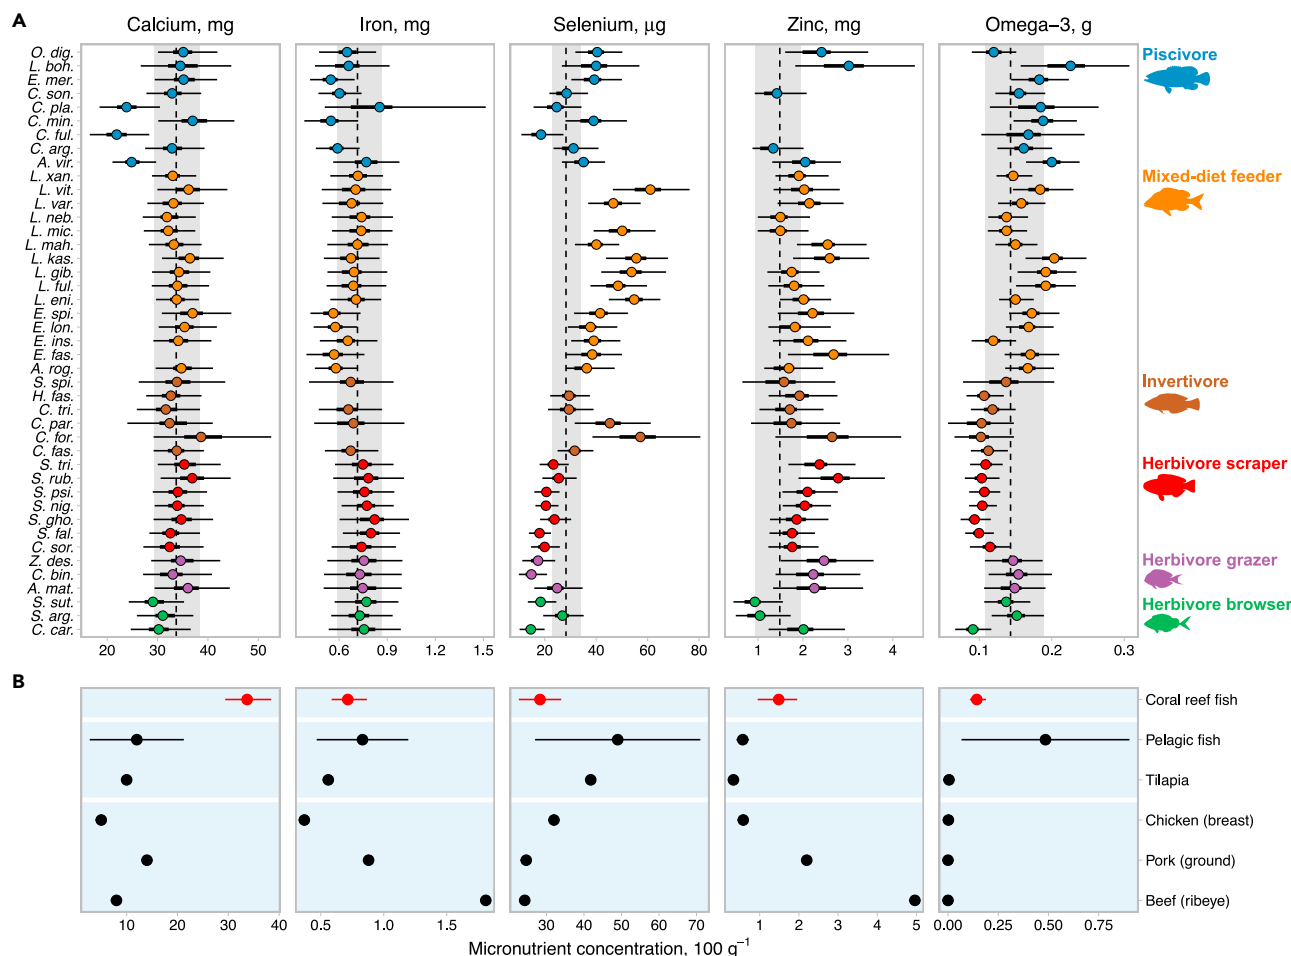 A
Calcium, mg
Iron, mg
Selenium, μg
Zinc, mg
Omega−3, g
O. dig.
L. boh.
E. mer.
C. son.
C. pla.
C. min.
C. ful.
C. arg.
A. vir.
L. xan.
L. vit.
L. var.
L. neb.
L. mic.
L. mah.
L. kas.
L. gib.
L. ful.
L. eni.
E. spi.
E. lon.
E. ins.
E. fas.
A. rog.
S. spi.
H. fas.
C. tri.
C. par.
C. for.
C. fas.
S. tri.
S. rub.
S. psi.
S. nig.
S. gho.
S. fal.
C. sor.
Z. des.
C. bin.
A. mat.
S. sut.
S. arg.
C. car.
Piscivore
Mixed-diet feeder
Invertivore
Herbivore scraper
Herbivore grazer
Herbivore browser
20 30 40 50
0.6 0.9 1.2 1.5
20 40 60 80
1 2 3 4
0.1 0.2 0.3
B
Coral reef fish
Pelagic fish
Tilapia
Chicken (breast)
Pork (ground)
Beef (ribeye)
10 20 30 40
0.5 1.0 1.5
30 40 50 60 70
1 2 3 4 5
0.00 0.25 0.50 0.75
Micronutrient concentration, 100 g⁻¹